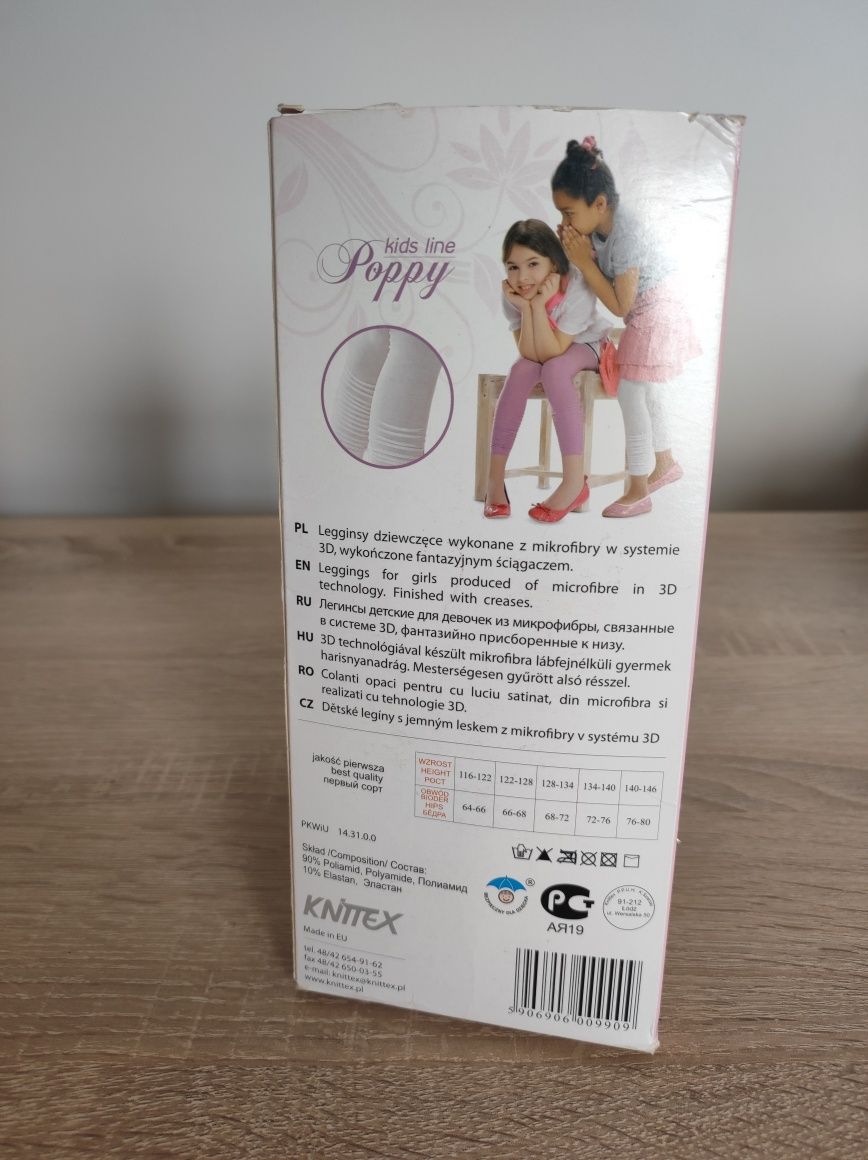 kids line
Poppy
PL Legginsy dziewczęce wykonane z mikrofibry w systemie
3D, wykończone fantazyjnym ściągaczem.
EN Leggings for girls produced of microfibre in 3D
technology. Finished with creases.
RU Легинсы детские для девочек из микрофибры, связанные
в системе 3D, фантазийно присборенные к низу.
HU 3D technológiával készült mikrofibra lábfejnélküli gyermek
harisnyanadrág. Mesterségesen gyűrött alsó résszel.
RO Colanti opaci pentru cu luciu satinat, din microfibra si
realizati cu tehnologie 3D.
CZ Dětské legíny s jemným leskem z mikrofibry v systému 3D
jakość pierwsza
best quality
первый сорт
WZROST
HEIGHT
РОСТ
116-122 122-128 128-134 134-140 140-146
OBWÓD
BIODER
HIPS
БЁДРА
64-66 66-68 68-72 72-76 76-80
PKWiU 14.31.0.0
Skład /Composition/ Состав:
90% Poliamid, Polyamide, Полиамид
10% Elastan, Эластан
KNITTEX
Made in EU
tel. 48/42 654-91-62
fax 48/42 650-03-55
e-mail: knittex@knittex.pl
www.knittex.pl
®
BEZPIECZNY DLA DZIECKA
РСТ
АЯ19
91-212
Łódź
ul. Wersalska 50
5 906906 009909